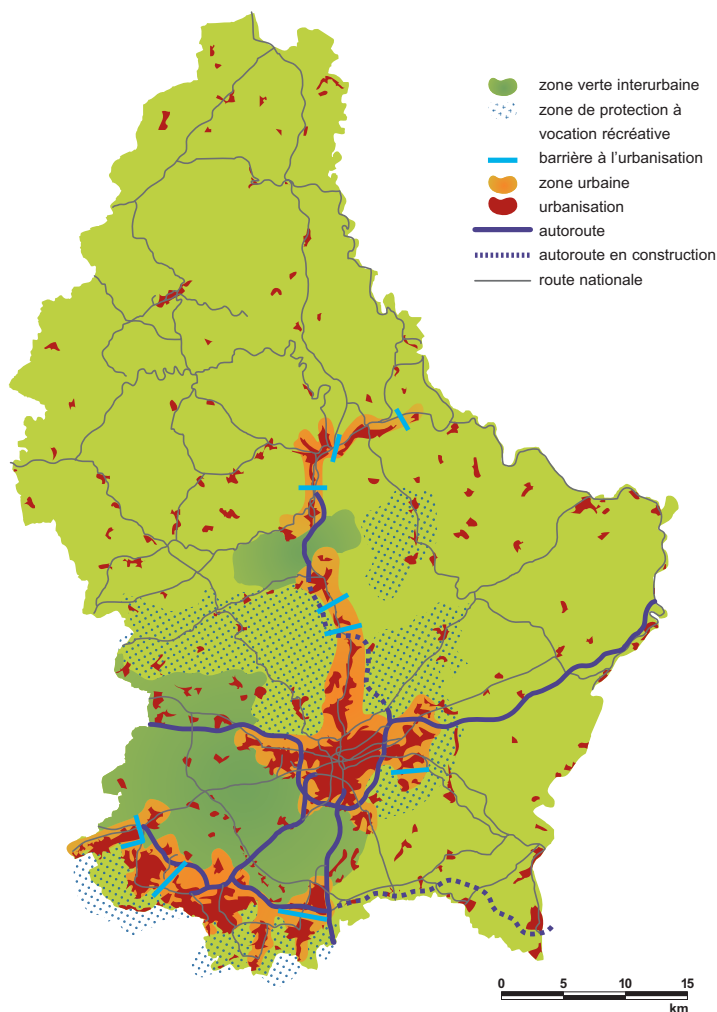 zone verte interurbaine
zone de protection à
vocation récréative
barrière à l'urbanisation
zone urbaine
urbanisation
autoroute
autoroute en construction
route nationale
0 5 10 15
km